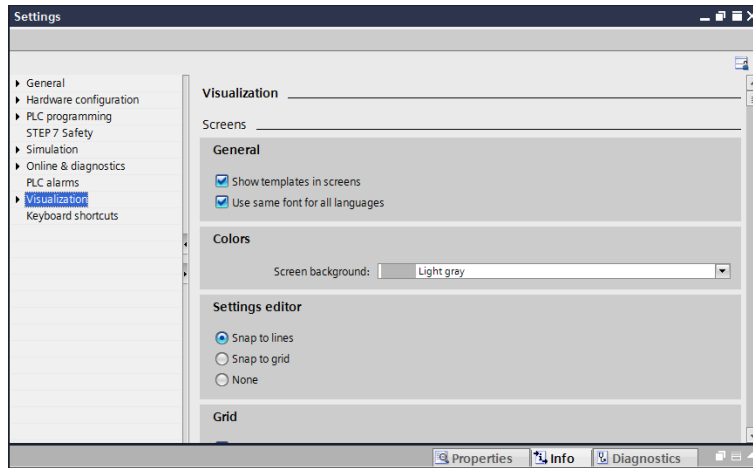 Settings
General
Hardware configuration
PLC programming
STEP 7 Safety
Simulation
Online & diagnostics
PLC alarms
Visualization
Keyboard shortcuts
Visualization
Screens
General
Show templates in screens
Use same font for all languages
Colors
Screen background: Light gray
Settings editor
Snap to lines
Snap to grid
None
Grid
Properties Info Diagnostics